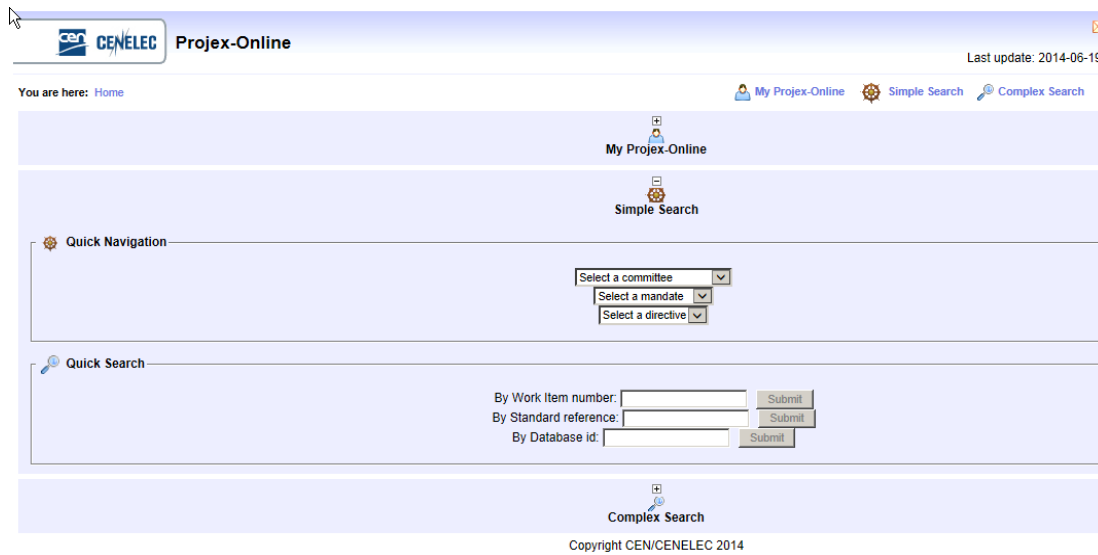 cen CENELEC Projex-Online
Last update: 2014-06-19
You are here: Home My Projex-Online Simple Search Complex Search
My Projex-Online
Simple Search
Quick Navigation
Select a committee
Select a mandate
Select a directive
Quick Search
By Work Item number: Submit
By Standard reference: Submit
By Database id: Submit
Complex Search
Copyright CEN/CENELEC 2014